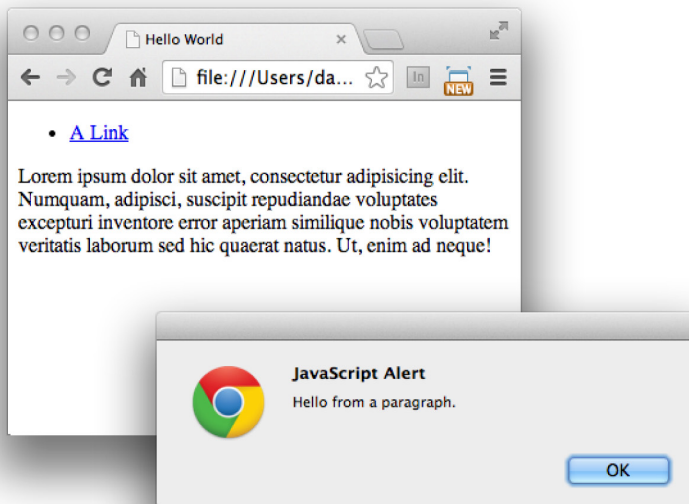 Hello World
file:///Users/da...
In
NEW
A Link
Lorem ipsum dolor sit amet, consectetur adipisicing elit.
Numquam, adipisci, suscipit repudiandae voluptates
excepturi inventore error aperiam similique nobis voluptatem
veritatis laborum sed hic quaerat natus. Ut, enim ad neque!
JavaScript Alert
Hello from a paragraph.
OK